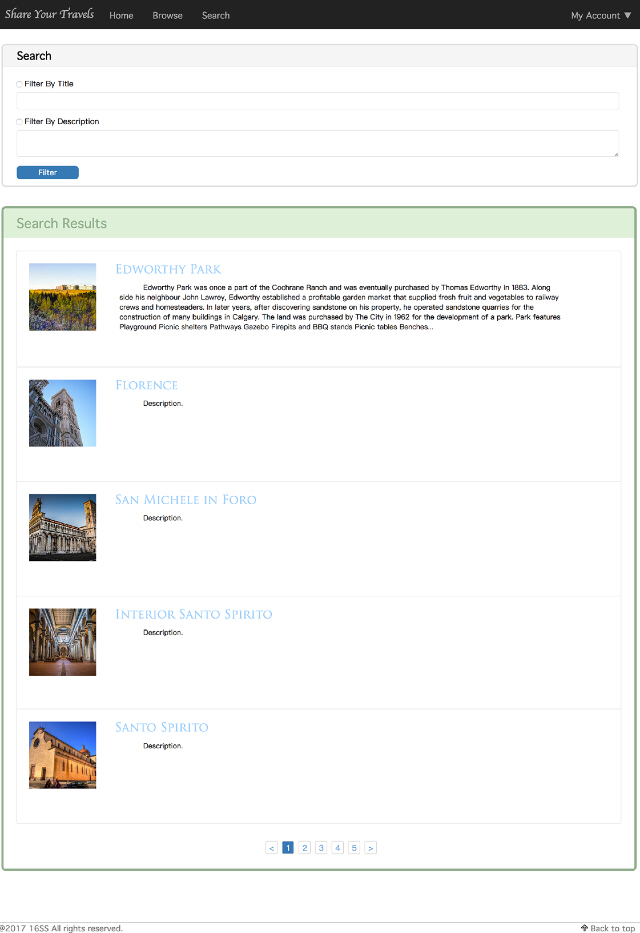 Share Your Travels Home Browse Search My Account ▼
Search
Filter By Title
Filter By Description
Filter
Search Results
Edworthy Park
Edworthy Park was once a part of the Cochrane Ranch and was eventually purchased by Thomas Edworthy in 1883. Along
side his neighbour John Lawrey, Edworthy established a profitable garden market that supplied fresh fruit and vegetables to railway
crews and homesteaders. In later years, after discovering sandstone on his property, he operated sandstone quarries for the
construction of many buildings in Calgary. The land was purchased by The City in 1962 for the development of a park. Park features
Playground Picnic shelters Pathways Gazebo Firepits and BBQ stands Picnic tables Benches...
Florence
Description.
San Michele in Foro
Description.
Interior Santo Spirito
Description.
Santo Spirito
Description.
< 1 2 3 4 5 >
@2017 16SS All rights reserved. Back to top